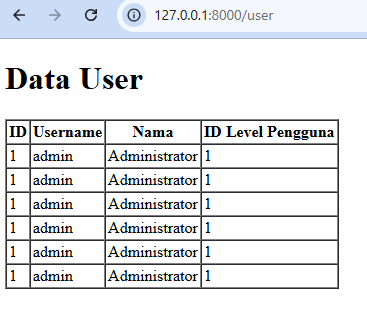 127.0.0.1:8000/user
Data User
ID Username Nama ID Level Pengguna
1 admin Administrator 1
1 admin Administrator 1
1 admin Administrator 1
1 admin Administrator 1
1 admin Administrator 1
1 admin Administrator 1